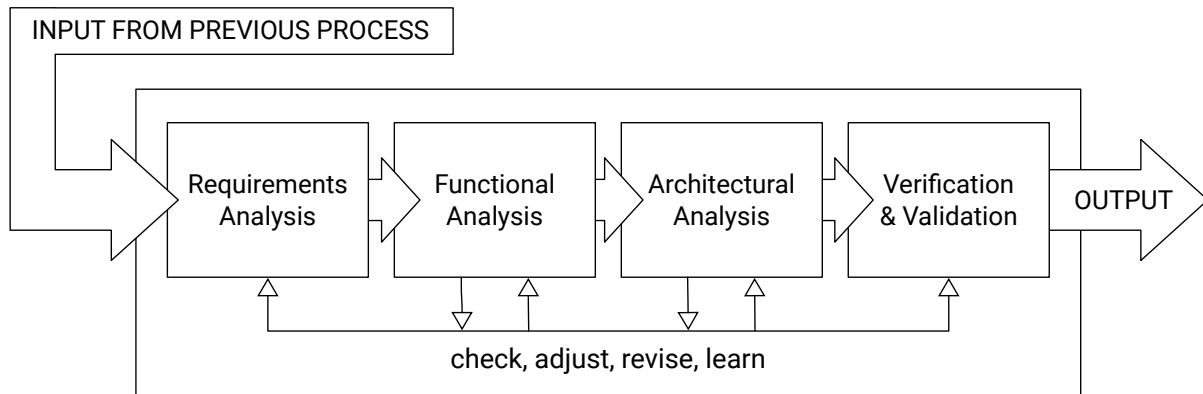 INPUT FROM PREVIOUS PROCESS
Requirements
Analysis
Functional
Analysis
Architectural
Analysis
Verification
& Validation
OUTPUT
check, adjust, revise, learn